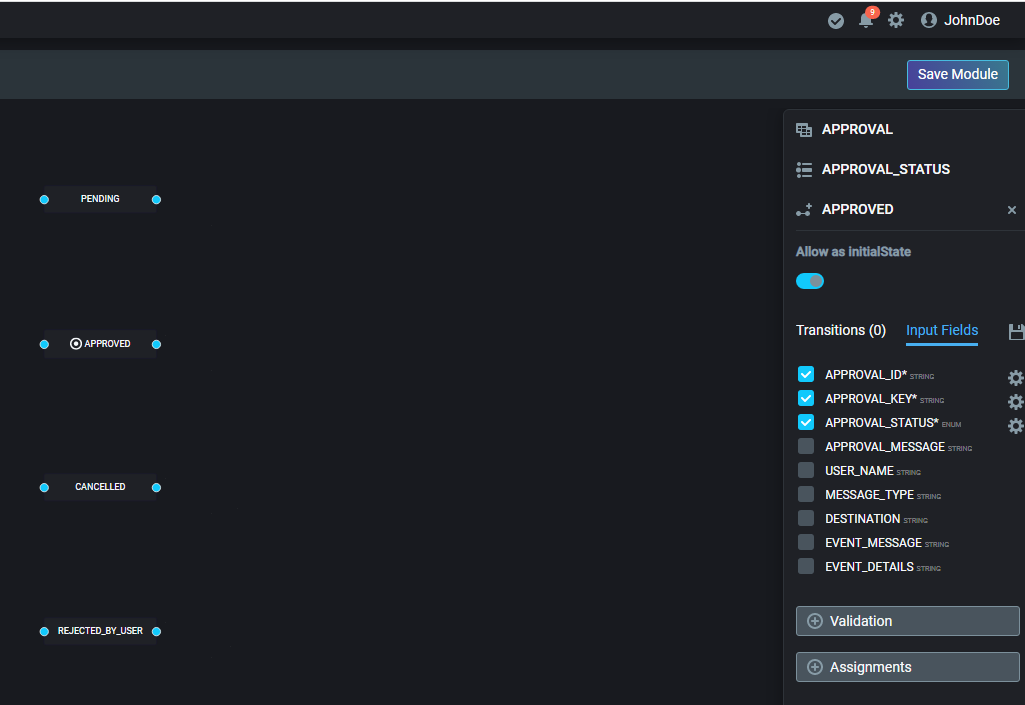 9
JohnDoe
Save Module
APPROVAL
APPROVAL_STATUS
APPROVED
Allow as initialState
Transitions (0) Input Fields
APPROVAL_ID* STRING
APPROVAL_KEY* STRING
APPROVAL_STATUS* ENUM
APPROVAL_MESSAGE STRING
USER_NAME STRING
MESSAGE_TYPE STRING
DESTINATION STRING
EVENT_MESSAGE STRING
EVENT_DETAILS STRING
Validation
Assignments
PENDING
APPROVED
CANCELLED
REJECTED_BY_USER